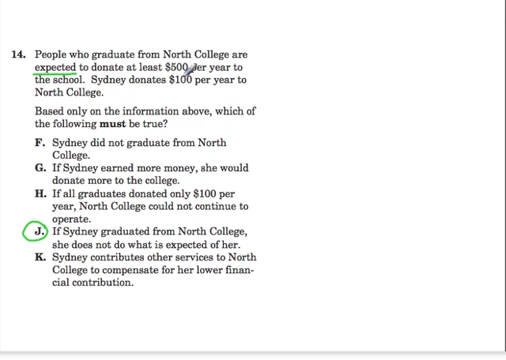 14. People who graduate from North College are
expected to donate at least $500 per year to
the school. Sydney donates $100 per year to
North College.
Based only on the information above, which of
the following must be true?
F. Sydney did not graduate from North
College.
G. If Sydney earned more money, she would
donate more to the college.
H. If all graduates donated only $100 per
year, North College could not continue to
operate.
J. If Sydney graduated from North College,
she does not do what is expected of her.
K. Sydney contributes other services to North
College to compensate for her lower finan-
cial contribution.